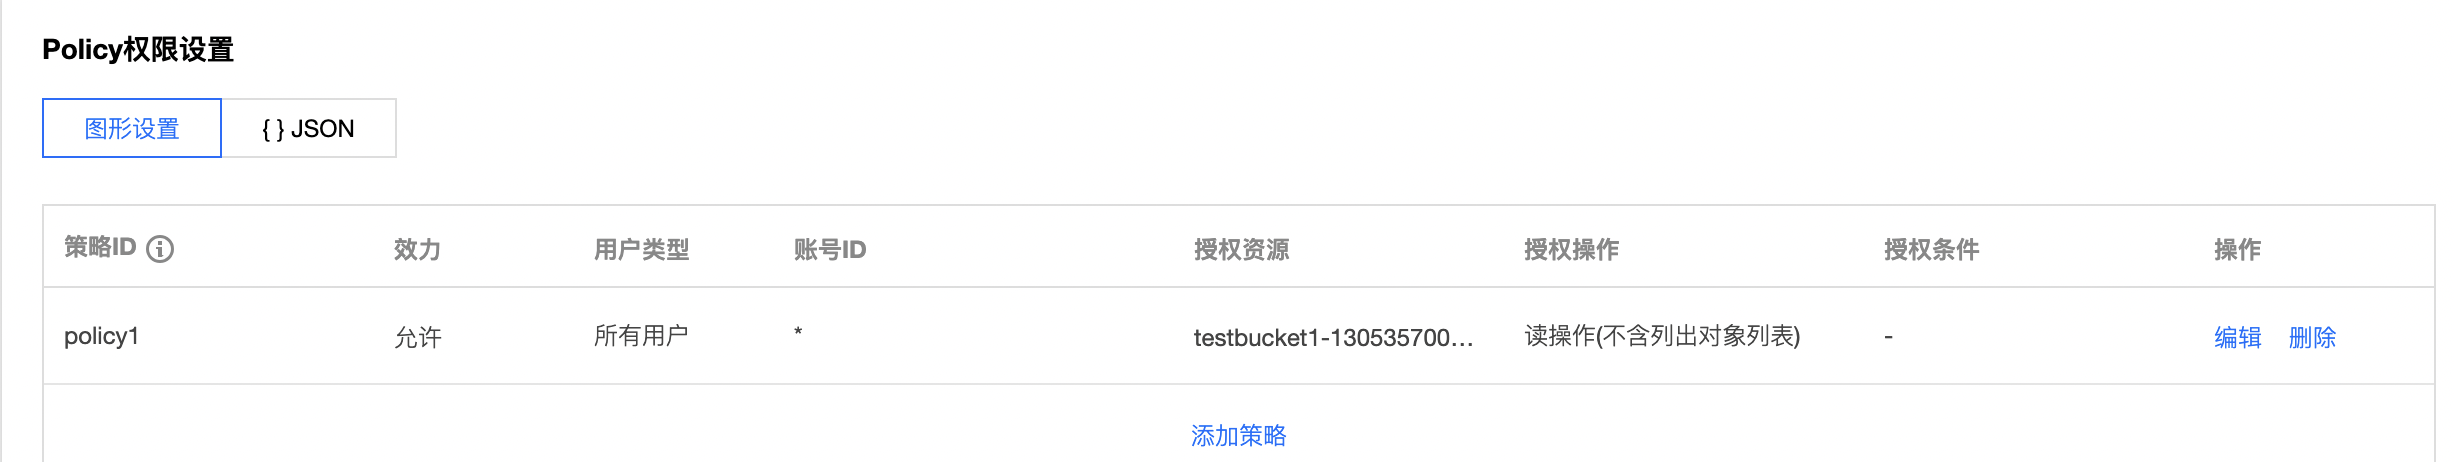 Policy权限设置
图形设置 { } JSON
策略ID 效力 用户类型 账号ID 授权资源 授权操作 授权条件 操作
policy1 允许 所有用户 * testbucket1-130535700... 读操作(不含列出对象列表) - 编辑 删除
添加策略